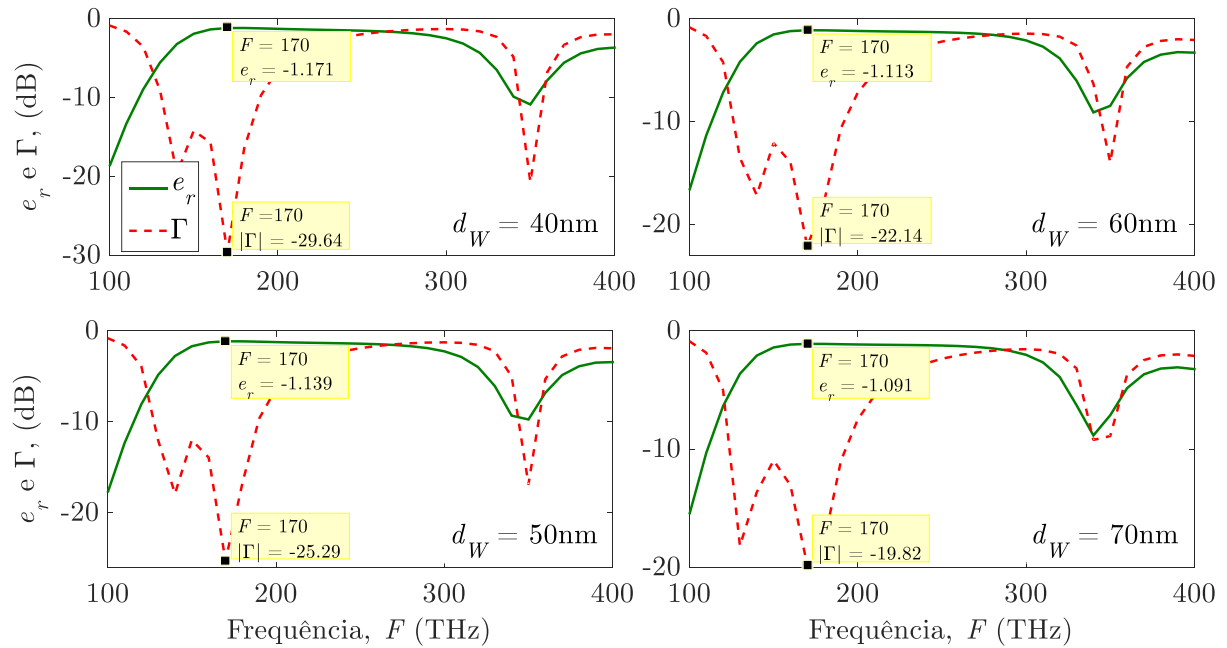 e_r e Γ, (dB)
0
-10
-20
-30
100
200
300
400
F = 170
e_r = -1.171
F =170
|Γ| = -29.64
e_r
Γ
d_W = 40nm
0
-10
-20
100
200
300
400
F = 170
e_r = -1.113
F = 170
|Γ| = -22.14
d_W = 60nm
e_r e Γ, (dB)
0
-10
-20
100
200
300
400
F = 170
e_r = -1.139
F = 170
|Γ| = -25.29
d_W = 50nm
Frequência, F (THz)
0
-10
-20
100
200
300
400
F = 170
e_r = -1.091
F = 170
|Γ| = -19.82
d_W = 70nm
Frequência, F (THz)